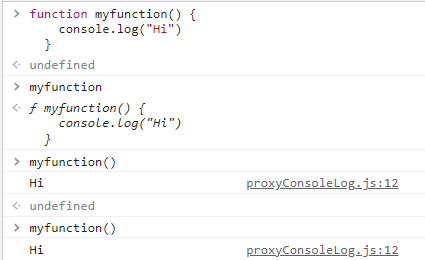 function myfunction() {
console.log("Hi")
}
undefined
myfunction
ƒ myfunction() {
console.log("Hi")
}
myfunction()
Hi proxyConsoleLog.js:12
undefined
myfunction()
Hi proxyConsoleLog.js:12